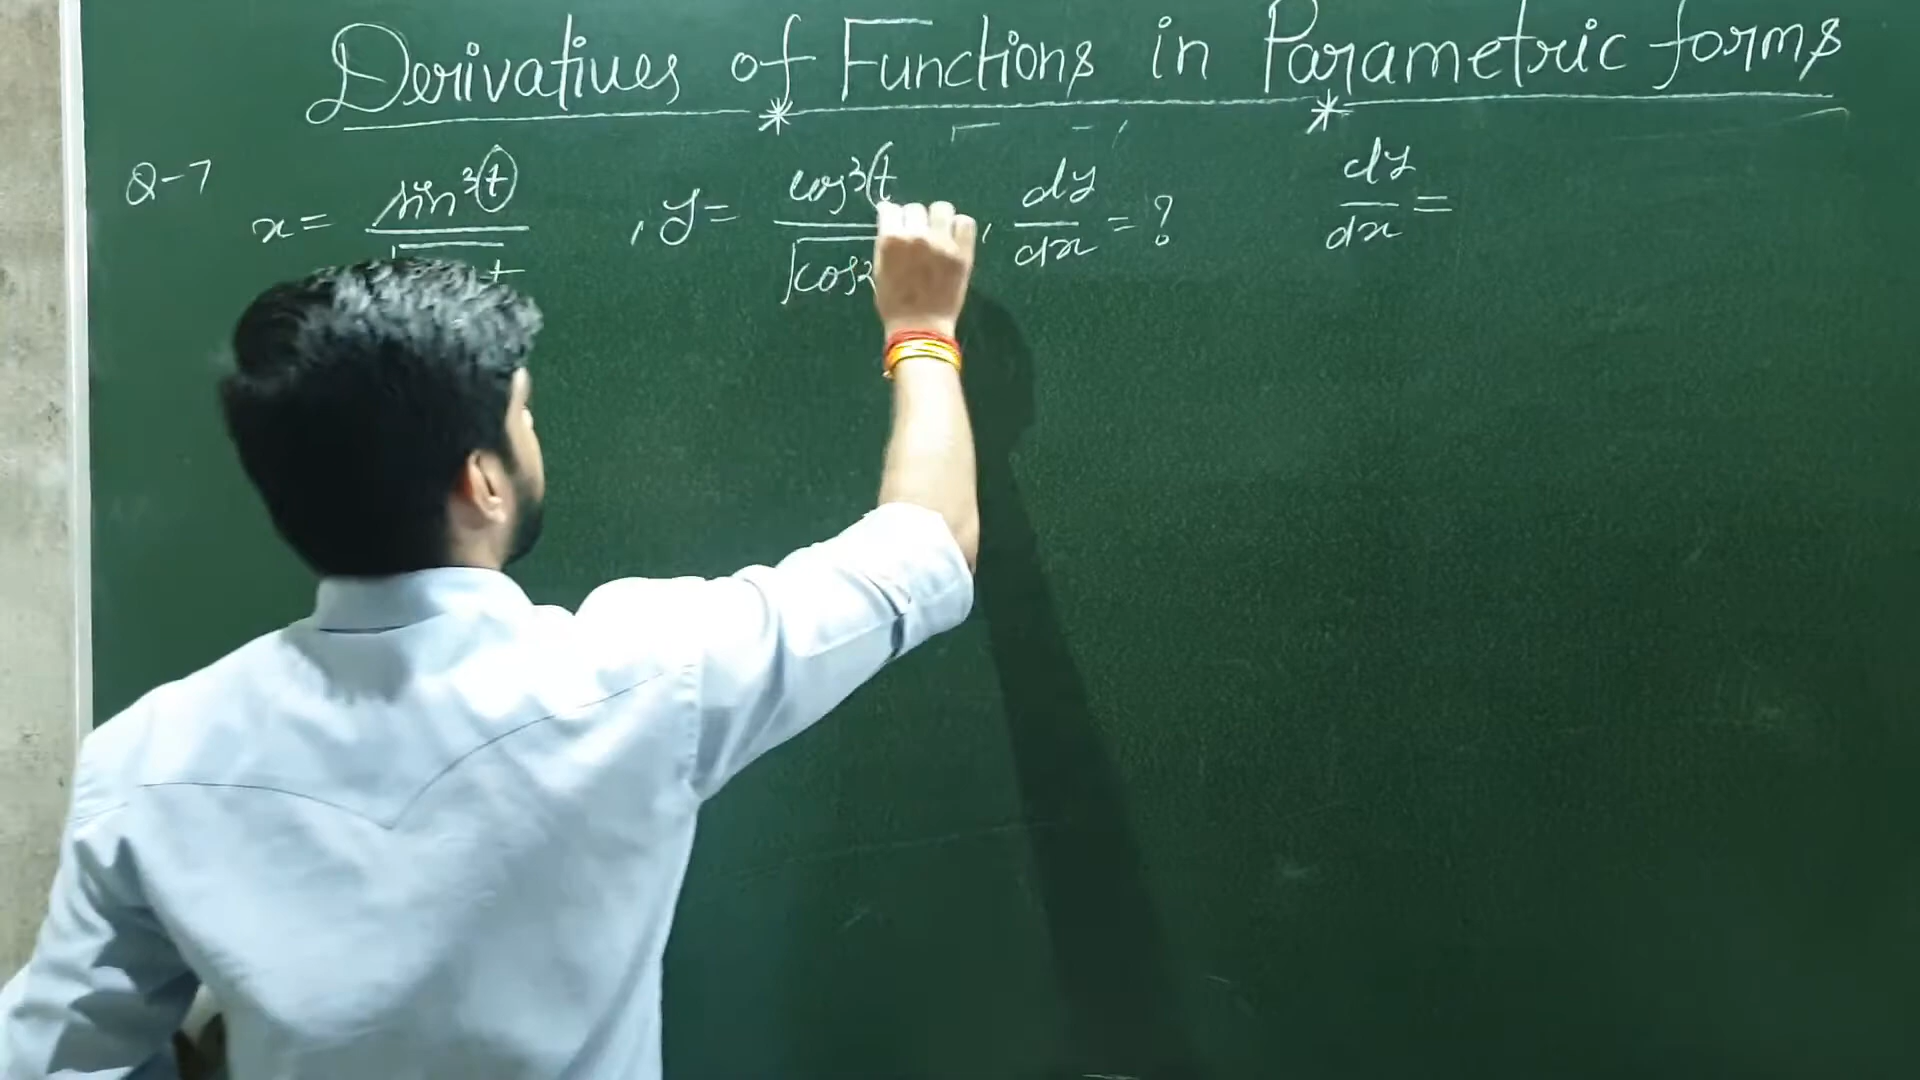 Derivatives of Functions in Parametric forms
Q-7 x = sin³t / √ t , y = cos³t / √cos2 , dy/dx = ? dy/dx =